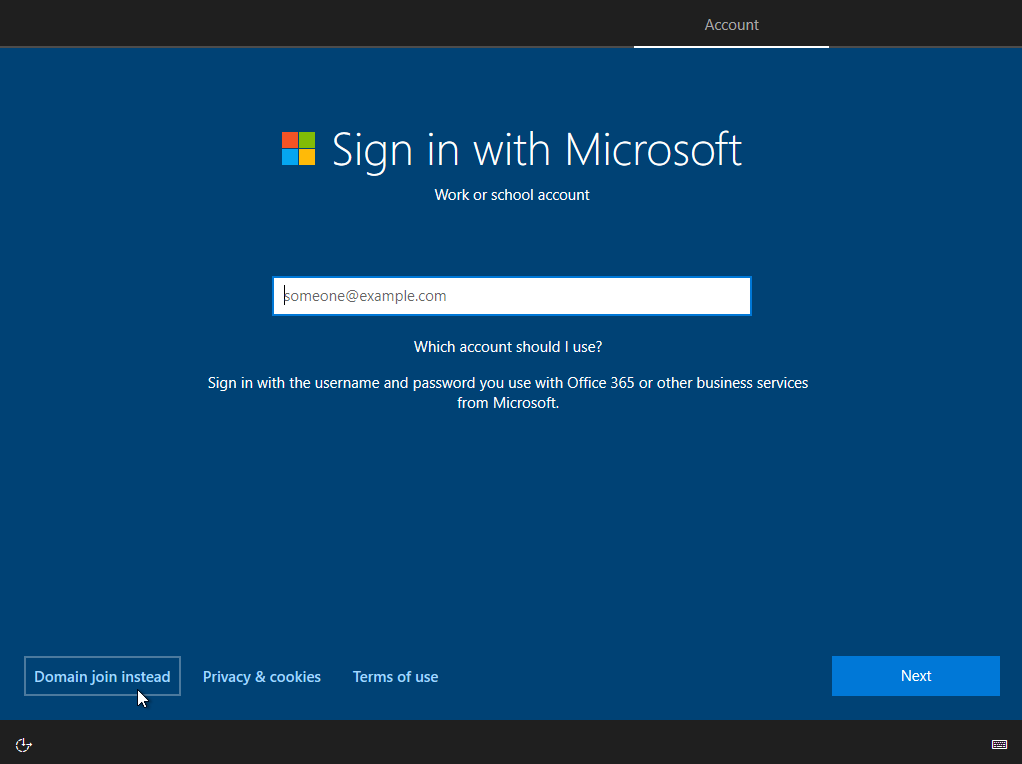 Account
Sign in with Microsoft
Work or school account
someone@example.com
Which account should I use?
Sign in with the username and password you use with Office 365 or other business services
from Microsoft.
Domain join instead
Privacy & cookies
Terms of use
Next